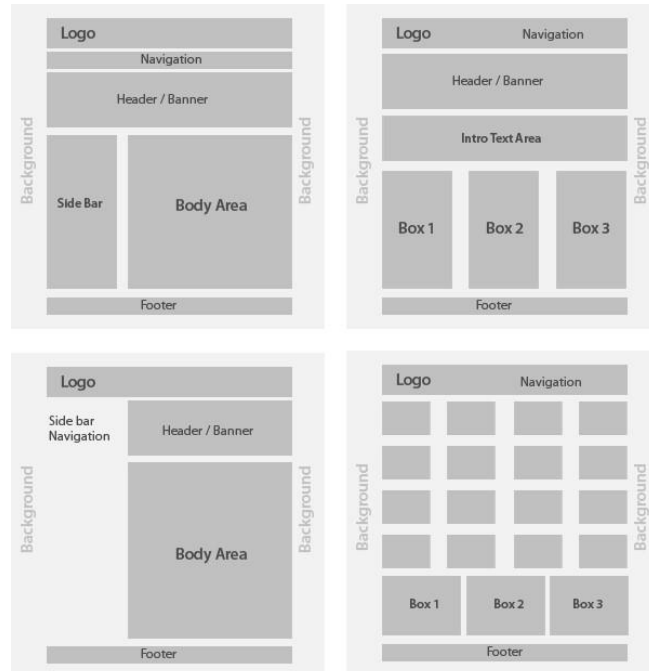 Logo
Navigation
Header / Banner
Background
Side Bar
Body Area
Background
Footer
Logo Navigation
Header / Banner
Background
Intro Text Area
Box 1 Box 2 Box 3
Background
Footer
Logo
Side bar
Navigation
Header / Banner
Background
Body Area
Background
Footer
Logo Navigation
Background
Background
Box 1 Box 2 Box 3
Footer